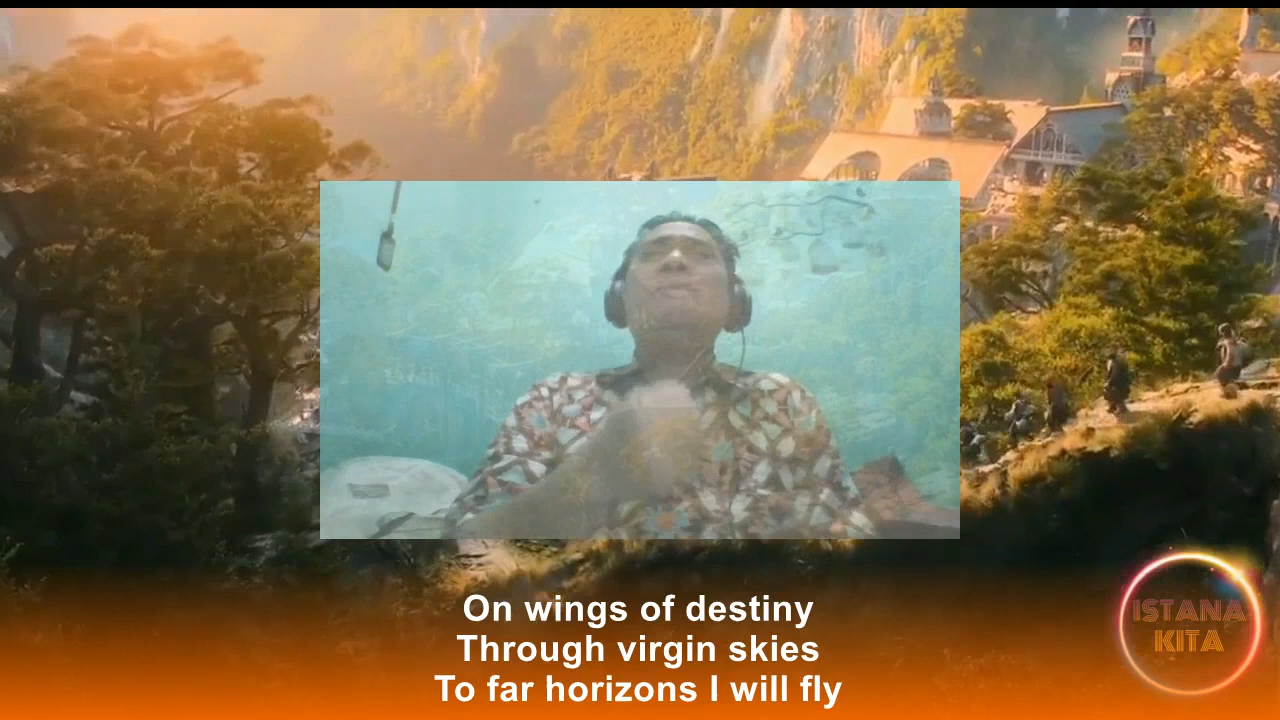 On wings of destiny
Through virgin skies
To far horizons I will fly
ISTANA
KITA